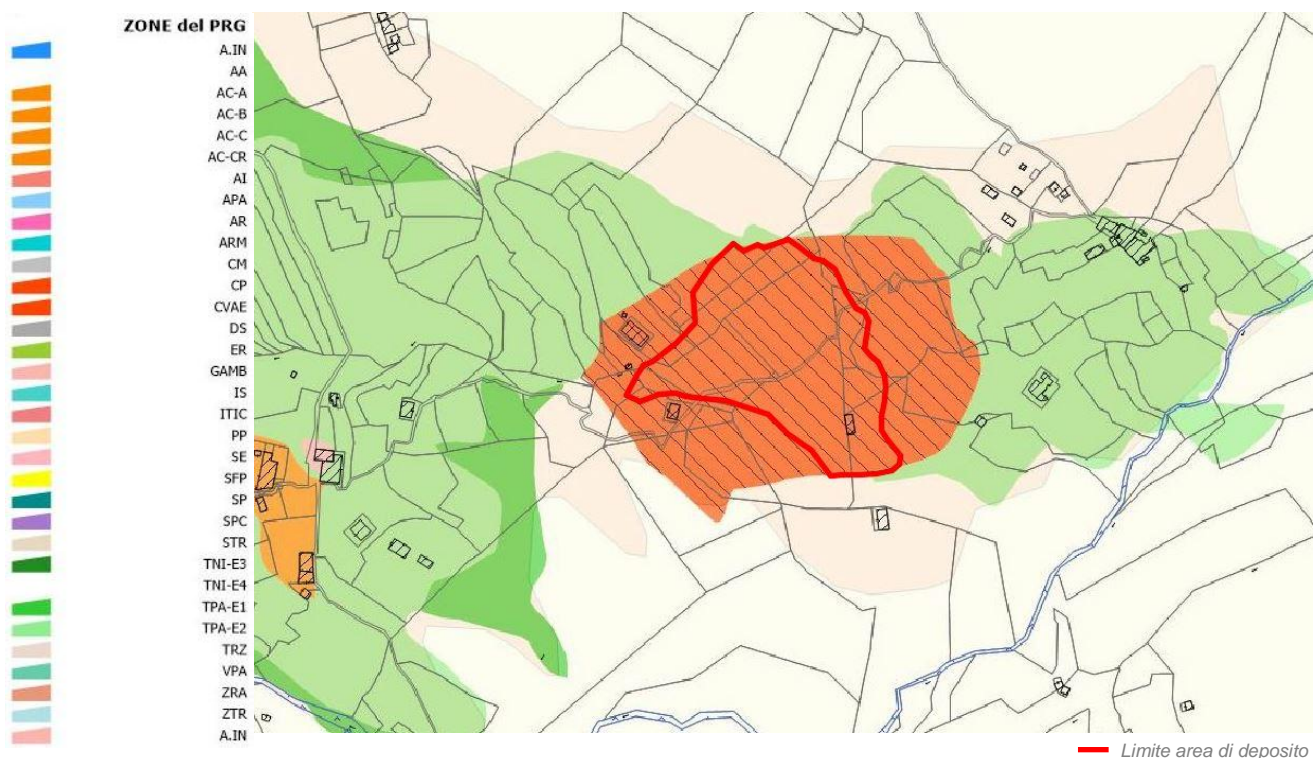 ZONE del PRG
A.IN
AA
AC-A
AC-B
AC-C
AC-CR
AI
APA
AR
ARM
CM
CP
CVAE
DS
ER
GAMB
IS
ITIC
PP
SE
SFP
SP
SPC
STR
TNI-E3
TNI-E4
TPA-E1
TPA-E2
TRZ
VPA
ZRA
ZTR
A.IN
Limite area di deposito